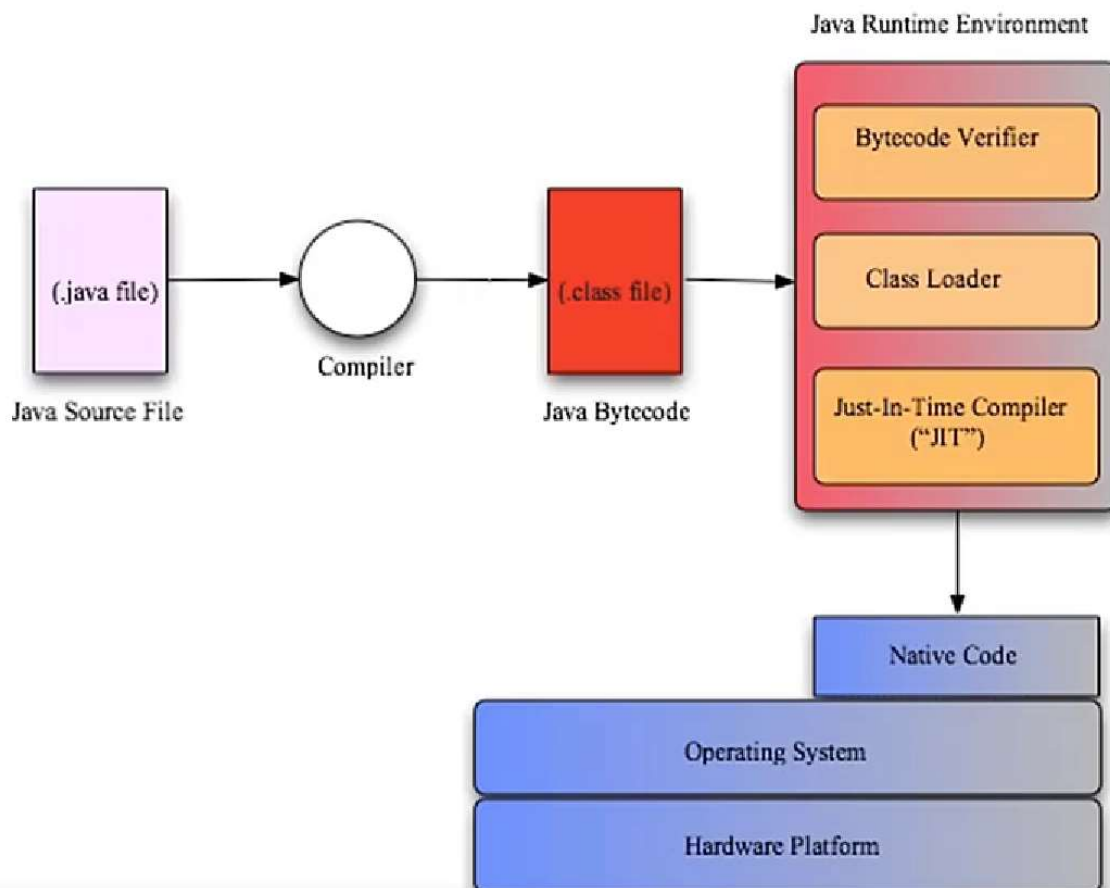 Java Runtime Environment
Bytecode Verifier
Class Loader
Just-In-Time Compiler
("JIT")
(.java file)
Java Source File
Compiler
(.class file)
Java Bytecode
Native Code
Operating System
Hardware Platform